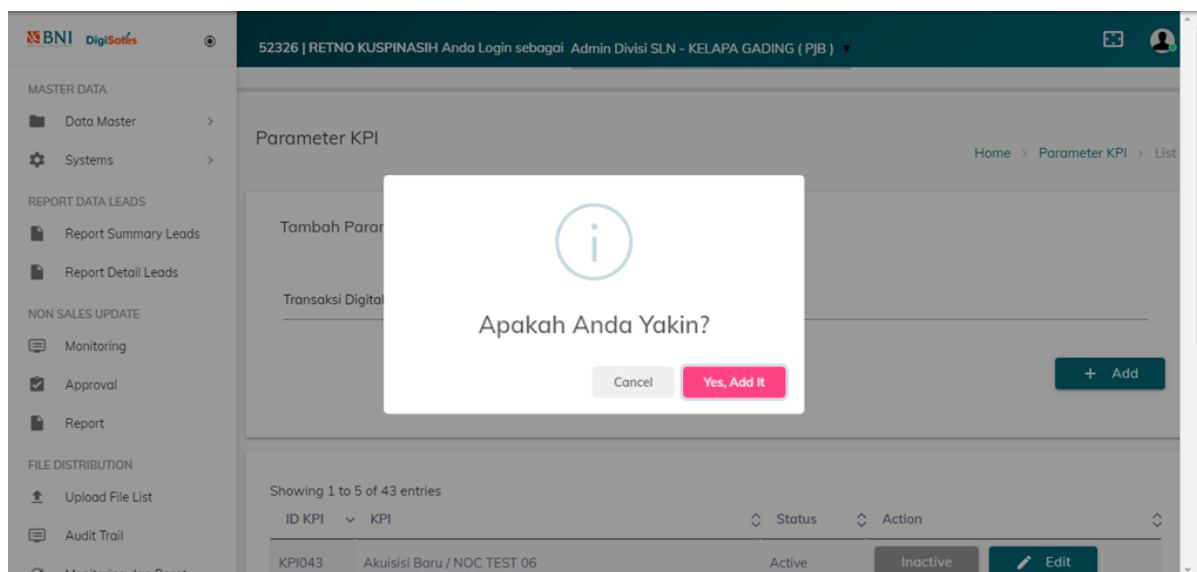 BNI DigiSales
52326 | RETNO KUSPINASIH Anda Login sebagai Admin Divisi SLN - KELAPA GADING ( PJB )
MASTER DATA
Data Master
Systems
REPORT DATA LEADS
Report Summary Leads
Report Detail Leads
NON SALES UPDATE
Monitoring
Approval
Report
FILE DISTRIBUTION
Upload File List
Audit Trail
Parameter KPI
Home > Parameter KPI > List
Tambah Para
Transaksi Digital
Apakah Anda Yakin?
Cancel Yes, Add It
+ Add
Showing 1 to 5 of 43 entries
ID KPI KPI Status Action
KPI043 Akuisisi Baru / NOC TEST 06 Active Inactive Edit